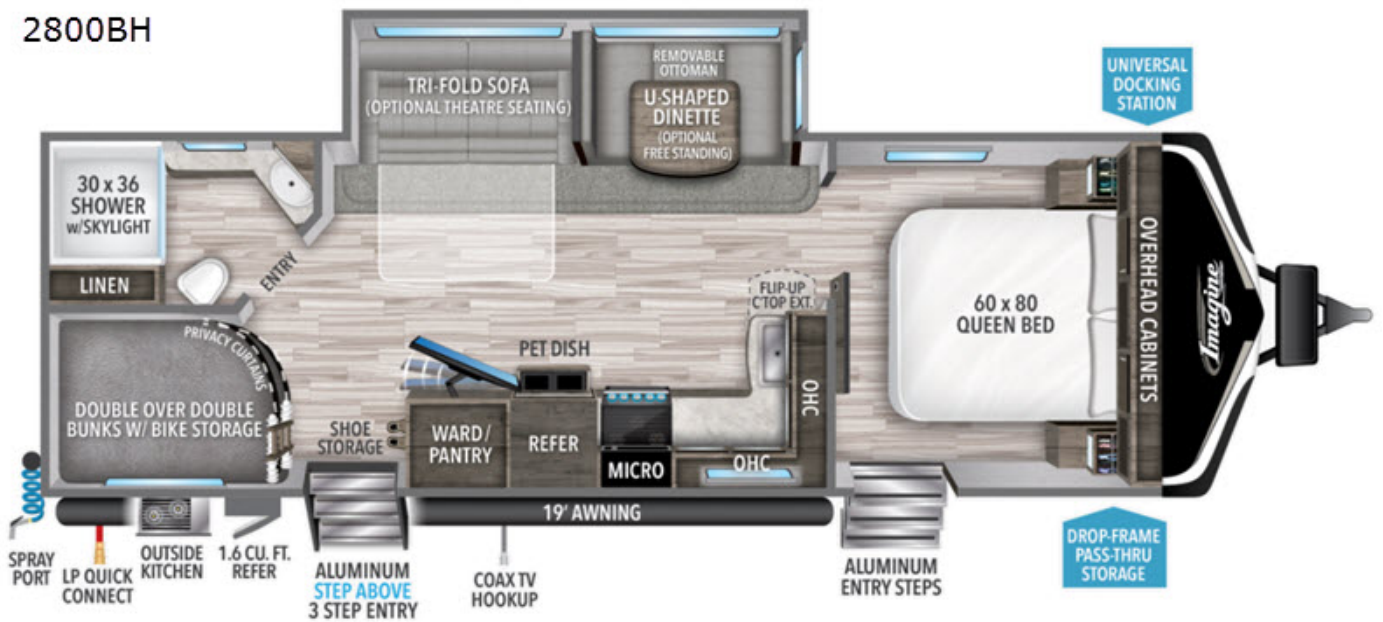 2800BH
TRI-FOLD SOFA
(OPTIONAL THEATRE SEATING)
REMOVABLE
OTTOMAN
U-SHAPED
DINETTE
(OPTIONAL
FREE STANDING)
UNIVERSAL
DOCKING
STATION
30 x 36
SHOWER
w/SKYLIGHT
LINEN
ENTRY
FLIP-UP
C'TOP EXT.
60 x 80
QUEEN BED
OVERHEAD CABINETS
Imagine
PRIVACY CURTAINS
DOUBLE OVER DOUBLE
BUNKS W/ BIKE STORAGE
PET DISH
SHOE
STORAGE
WARD/
PANTRY
REFER
MICRO
OHC
OHC
19' AWNING
SPRAY
PORT
LP QUICK
CONNECT
OUTSIDE
KITCHEN
1.6 CU. FT.
REFER
ALUMINUM
STEP ABOVE
3 STEP ENTRY
COAX TV
HOOKUP
ALUMINUM
ENTRY STEPS
DROP-FRAME
PASS-THRU
STORAGE